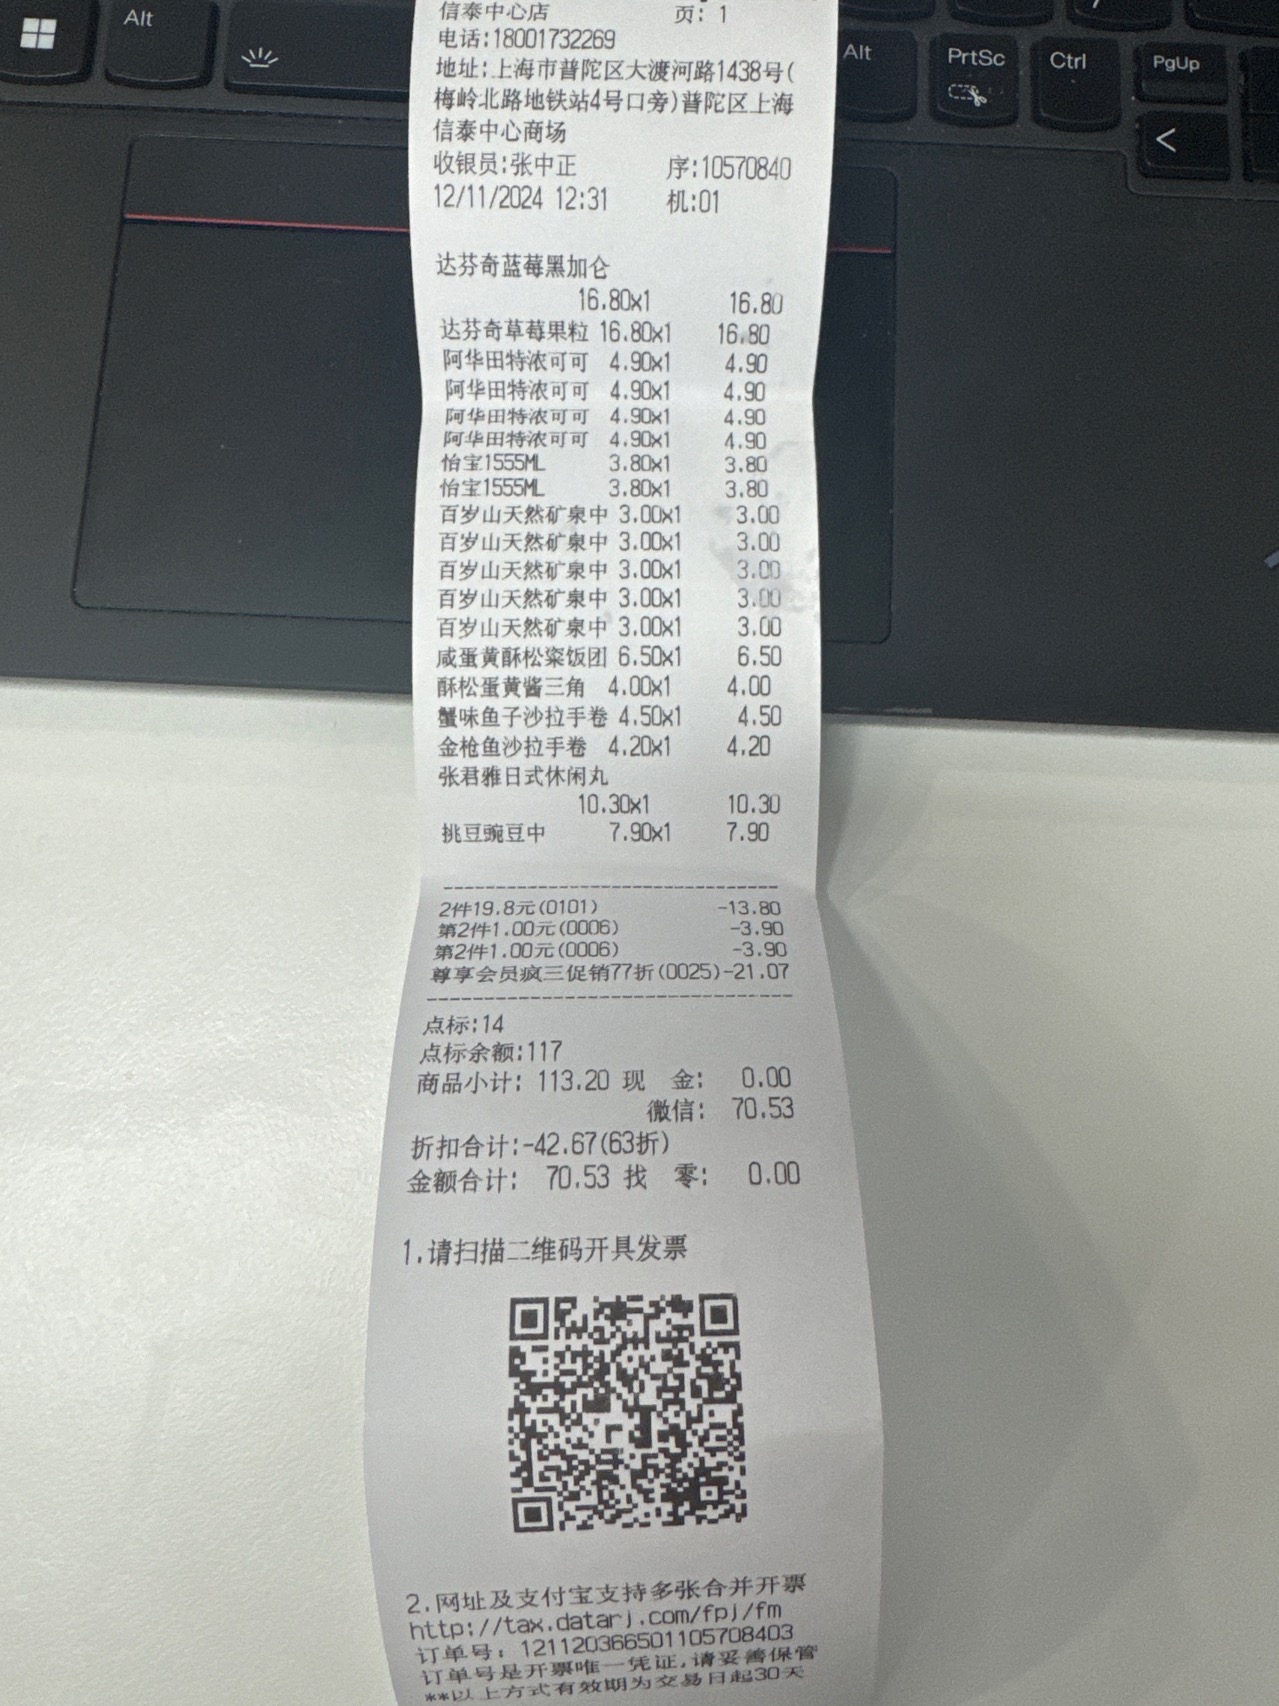 Alt
Alt
PrtSc
Ctrl
PgUp
<
信泰中心店 页: 1
电话:18001732269
地址:上海市普陀区大渡河路1438号(
梅岭北路地铁站4号口旁)普陀区上海
信泰中心商场
收银员:张中正 序:10570840
12/11/2024 12:31 机:01
达芬奇蓝莓黑加仑
16.80x1 16.80
达芬奇草莓果粒 16.80x1 16.80
阿华田特浓可可 4.90x1 4.90
阿华田特浓可可 4.90x1 4.90
阿华田特浓可可 4.90x1 4.90
阿华田特浓可可 4.90x1 4.90
怡宝1555ML 3.80x1 3.80
怡宝1555ML 3.80x1 3.80
百岁山天然矿泉中 3.00x1 3.00
百岁山天然矿泉中 3.00x1 3.00
百岁山天然矿泉中 3.00x1 3.00
百岁山天然矿泉中 3.00x1 3.00
百岁山天然矿泉中 3.00x1 3.00
咸蛋黄酥松粢饭团 6.50x1 6.50
酥松蛋黄酱三角 4.00x1 4.00
蟹味鱼子沙拉手卷 4.50x1 4.50
金枪鱼沙拉手卷 4.20x1 4.20
张君雅日式休闲丸
10.30x1 10.30
挑豆豌豆中 7.90x1 7.90
2件19.8元(0101) -13.80
第2件1.00元(0006) -3.90
第2件1.00元(0006) -3.90
尊享会员疯三促销77折(0025)-21.07
点标:14
点标余额:117
商品小计: 113.20 现 金: 0.00
微信: 70.53
折扣合计:-42.67(63折)
金额合计: 70.53 找 零: 0.00
1.请扫描二维码开具发票
2.网址及支付宝支持多张合并开票
http://tax.datarj.com/fpj/fm
订单号: 1211203665011057​08403
订单号是开票唯一凭证,请妥善保管
**以上方式有效期为交易日起30天